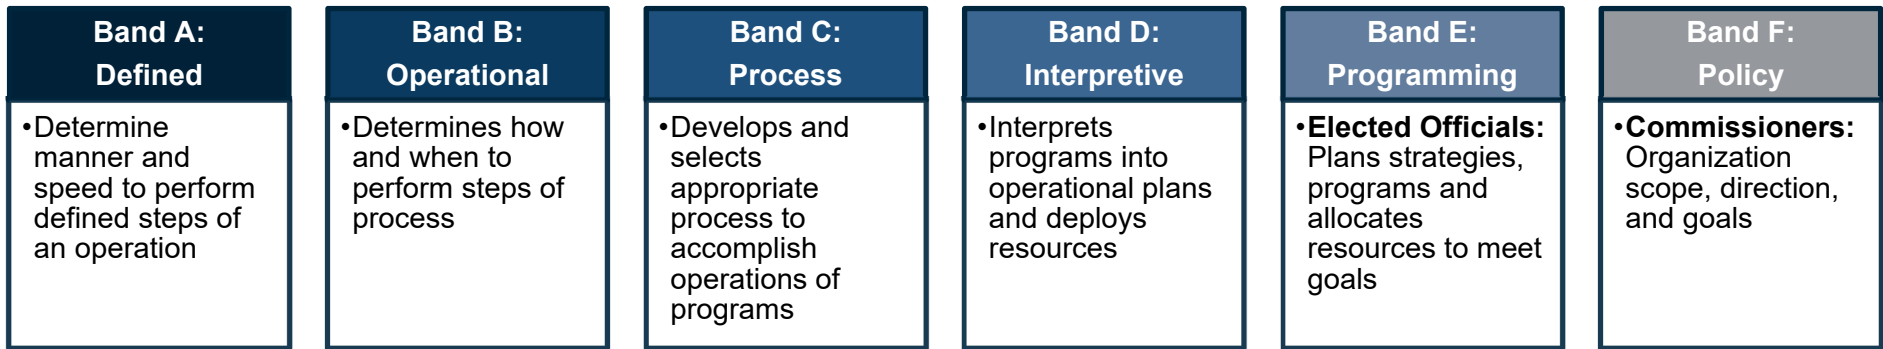 Band A:
Defined
•Determine
manner and
speed to perform
defined steps of
an operation
Band B:
Operational
•Determines how
and when to
perform steps of
process
Band C:
Process
•Develops and
selects
appropriate
process to
accomplish
operations of
programs
Band D:
Interpretive
•Interprets
programs into
operational plans
and deploys
resources
Band E:
Programming
•Elected Officials:
Plans strategies,
programs and
allocates
resources to meet
goals
Band F:
Policy
•Commissioners:
Organization
scope, direction,
and goals